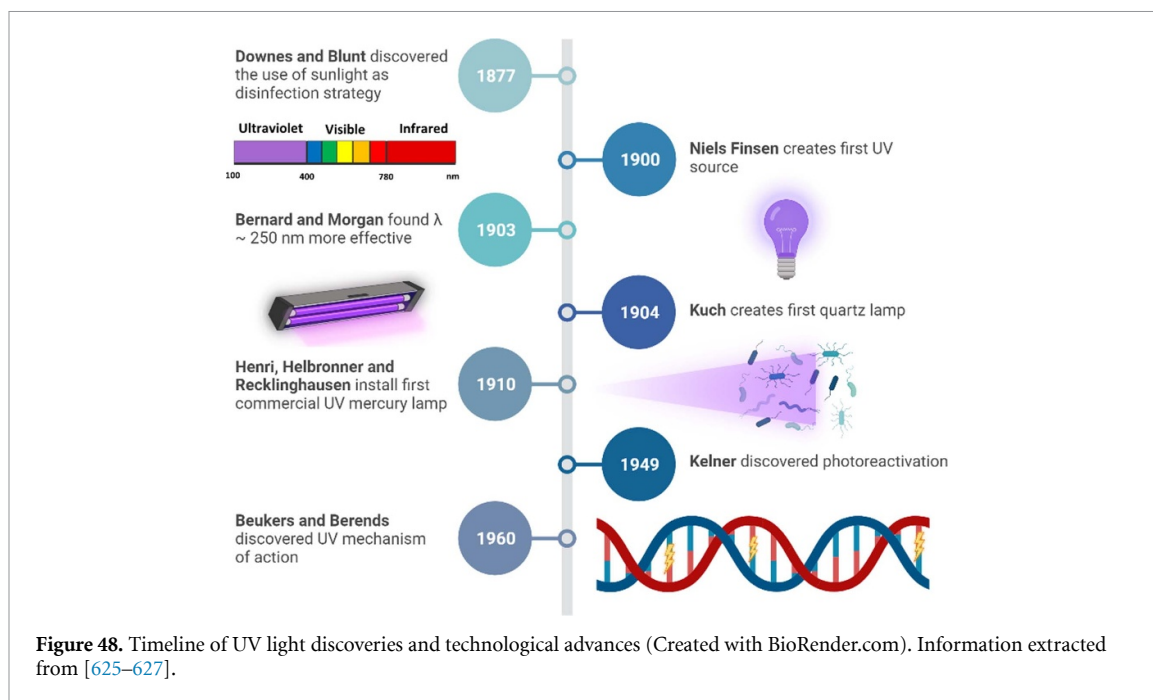 Downes and Blunt discovered
the use of sunlight as
disinfection strategy
1877
Ultraviolet Visible Infrared
100 400 780 nm
1900
Niels Finsen creates first UV
source
Bernard and Morgan found λ
~ 250 nm more effective
1903
1904
Kuch creates first quartz lamp
Henri, Helbronner and
Recklinghausen install first
commercial UV mercury lamp
1910
1949
Kelner discovered photoreactivation
Beukers and Berends
discovered UV mechanism
of action
1960
Figure 48. Timeline of UV light discoveries and technological advances (Created with BioRender.com). Information extracted
from [625–627].